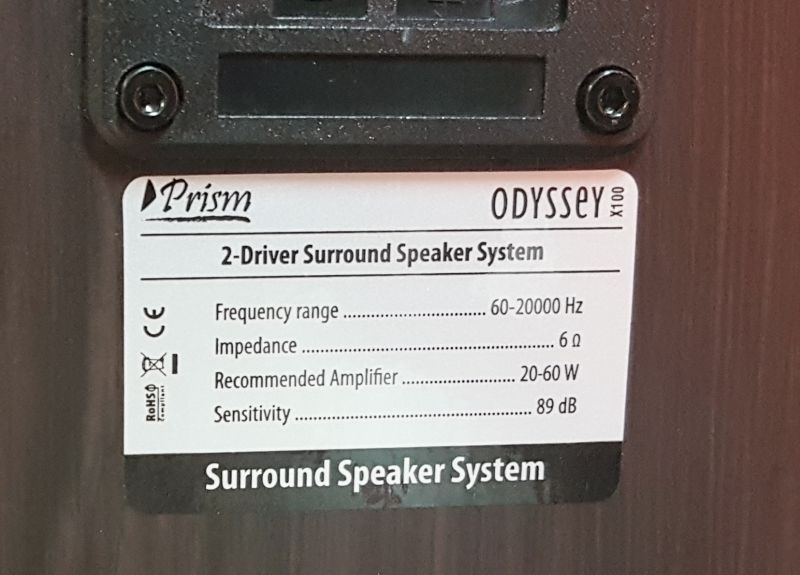 Prism
ODYSSEY X100
2-Driver Surround Speaker System
Frequency range .............................. 60-20000 Hz
Impedance ..................................................... 6 Ω
Recommended Amplifier ........................ 20-60 W
Sensitivity .................................................. 89 dB
CE
RoHS
Compliant
Surround Speaker System